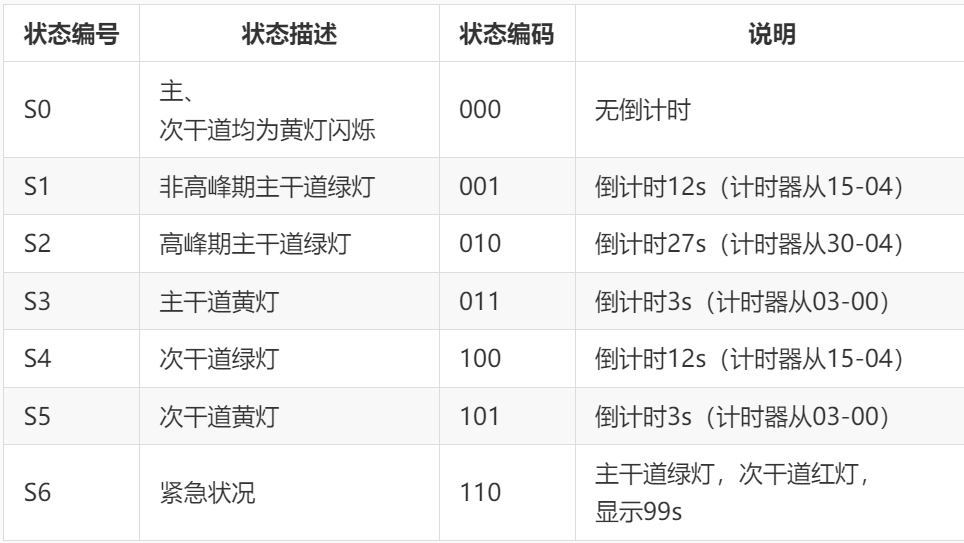 状态编号 状态描述 状态编码 说明
S0 主、 000 无倒计时
次干道均为黄灯闪烁
S1 非高峰期主干道绿灯 001 倒计时12s（计时器从15-04）
S2 高峰期主干道绿灯 010 倒计时27s（计时器从30-04）
S3 主干道黄灯 011 倒计时3s（计时器从03-00）
S4 次干道绿灯 100 倒计时12s（计时器从15-04）
S5 次干道黄灯 101 倒计时3s（计时器从03-00）
S6 紧急状况 110 主干道绿灯，次干道红灯，
显示99s